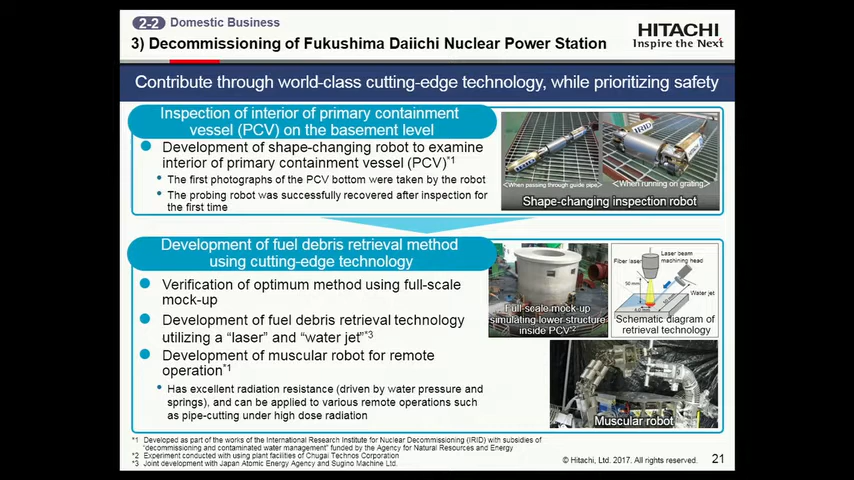 2-2 Domestic Business
3) Decommissioning of Fukushima Daiichi Nuclear Power Station
HITACHI
Inspire the Next
Contribute through world-class cutting-edge technology, while prioritizing safety
Inspection of interior of primary containment
vessel (PCV) on the basement level
● Development of shape-changing robot to examine
interior of primary containment vessel (PCV)*1
• The first photographs of the PCV bottom were taken by the robot
• The probing robot was successfully recovered after inspection for
the first time
IRID
<When passing through guide pipe>
<When running on grating>
Shape-changing inspection robot
Development of fuel debris retrieval method
using cutting-edge technology
● Verification of optimum method using full-scale
mock-up
● Development of fuel debris retrieval technology
utilizing a “laser” and “water jet”*3
● Development of muscular robot for remote
operation*1
• Has excellent radiation resistance (driven by water pressure and
springs), and can be applied to various remote operations such
as pipe-cutting under high dose radiation
Full-scale mock-up
simulating lower structure
inside PCV*2
Fiber laser
Laser beam
machining head
50 mm
Water jet
50 mm
Schematic diagram of
retrieval technology
Muscular robot
*1 Developed as part of the works of the International Research Institute for Nuclear Decommissioning (IRID) with subsidies of
“decommissioning and contaminated water management” funded by the Agency for Natural Resources and Energy
*2 Experiment conducted with using plant facilities of Chugai Technos Corporation
*3 Joint development with Japan Atomic Energy Agency and Sugino Machine Ltd.
© Hitachi, Ltd. 2017. All rights reserved. 21